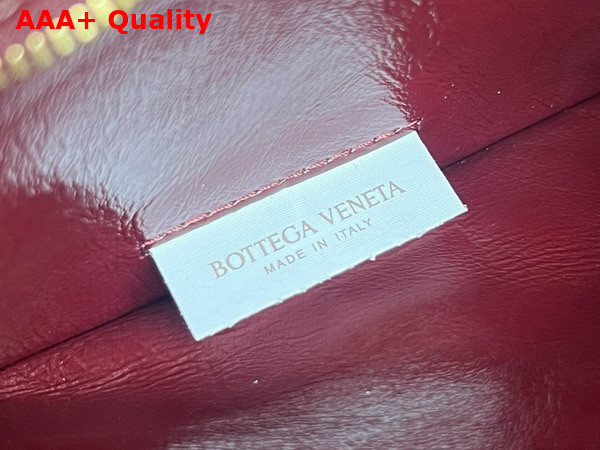 AAA+ Quality
BOTTEGA VENETA
MADE IN ITALY